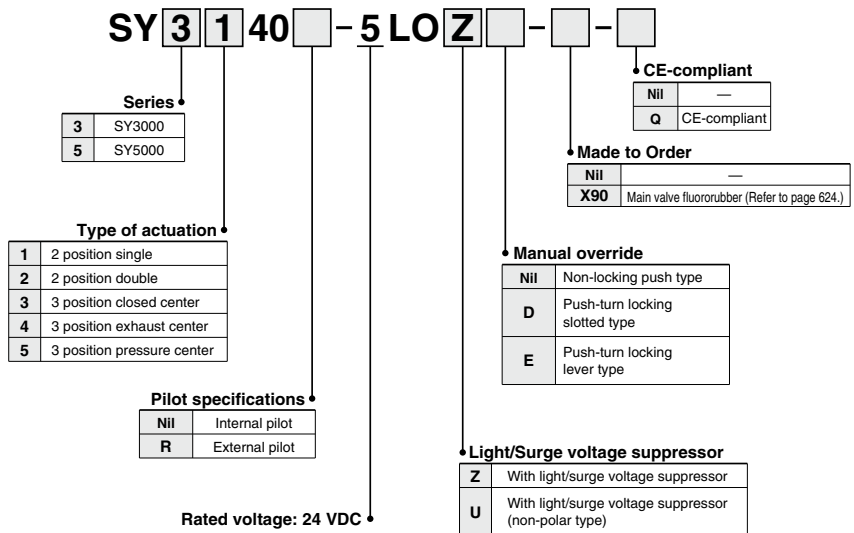 SY 3 1 40 - 5 LO Z - -
CE-compliant
Nil —
Q CE-compliant
Series
3 SY3000
5 SY5000
Made to Order
Nil —
X90 Main valve fluororubber (Refer to page 624.)
Type of actuation
1 2 position single
2 2 position double
3 3 position closed center
4 3 position exhaust center
5 3 position pressure center
Manual override
Nil Non-locking push type
D Push-turn locking
slotted type
E Push-turn locking
lever type
Pilot specifications
Nil Internal pilot
R External pilot
Light/Surge voltage suppressor
Z With light/surge voltage suppressor
U With light/surge voltage suppressor
(non-polar type)
Rated voltage: 24 VDC